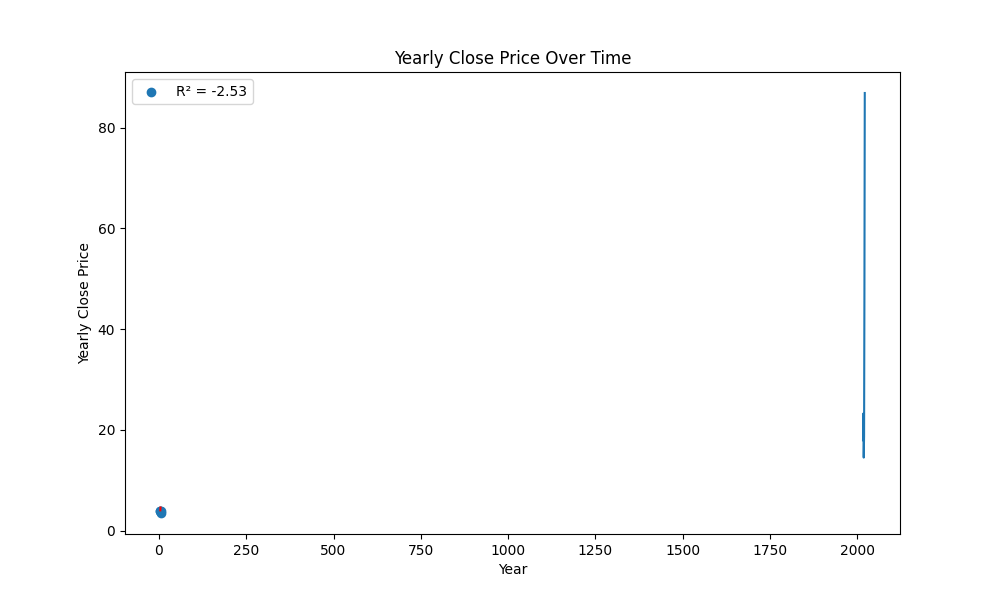 Yearly Close Price Over Time
R² = -2.53
Yearly Close Price
80
60
40
20
0
0 250 500 750 1000 1250 1500 1750 2000
Year